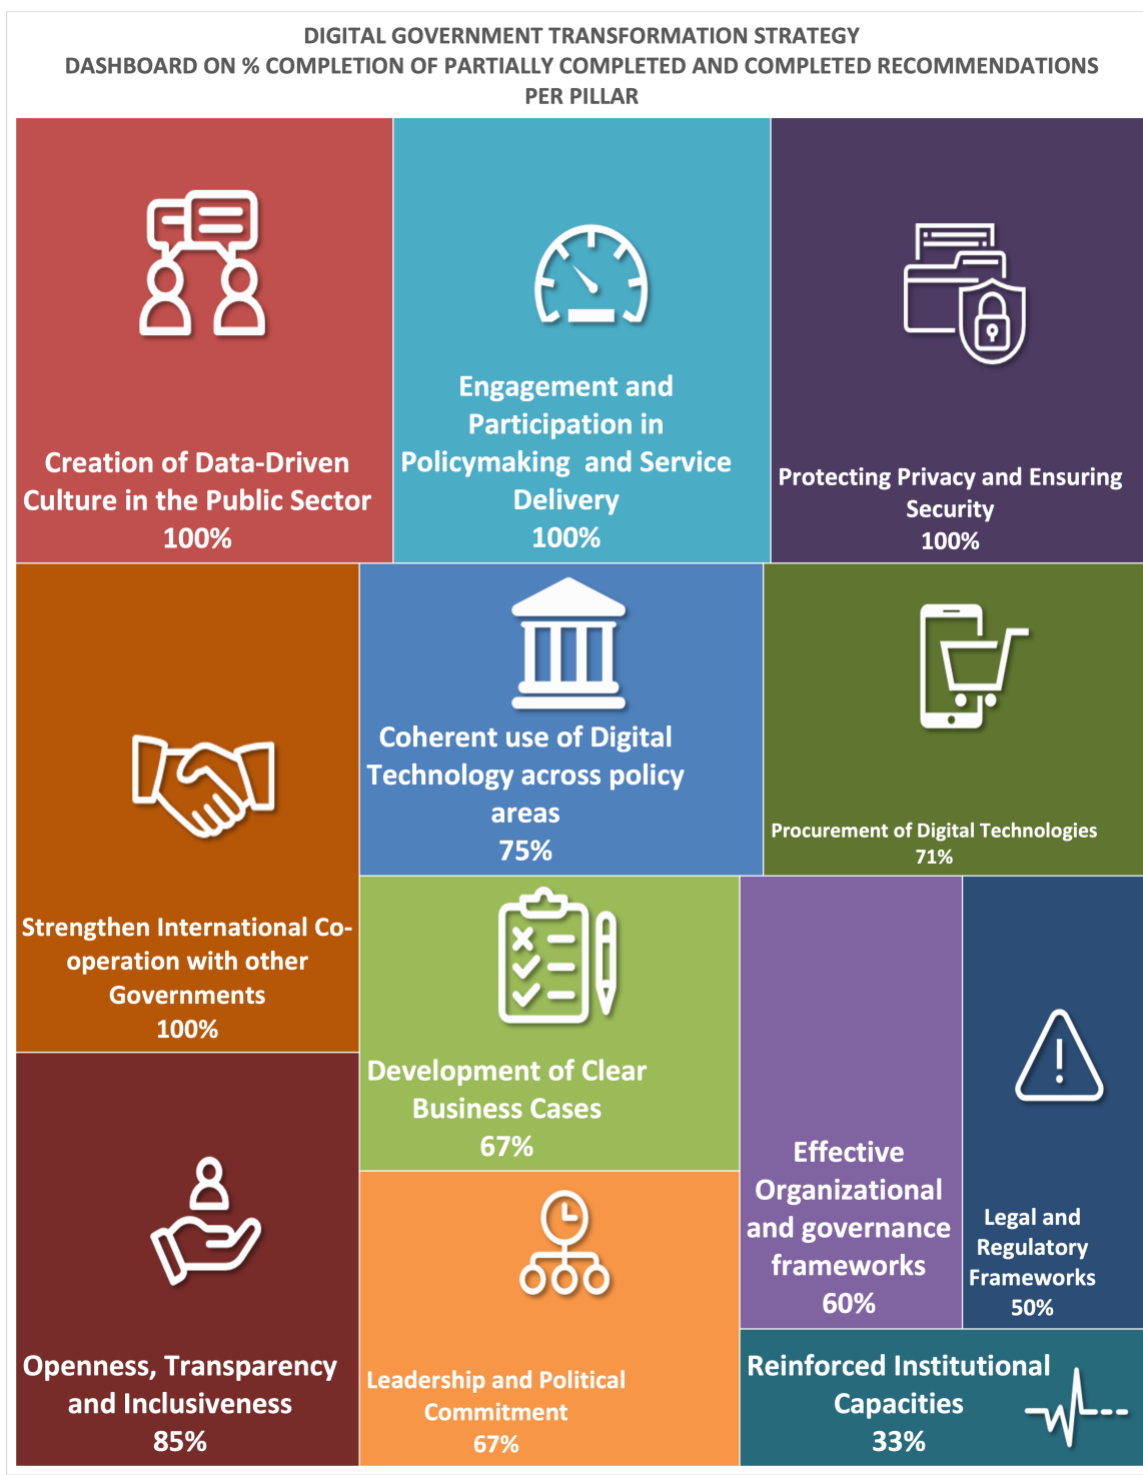 DIGITAL GOVERNMENT TRANSFORMATION STRATEGY
DASHBOARD ON % COMPLETION OF PARTIALLY COMPLETED AND COMPLETED RECOMMENDATIONS
PER PILLAR
Creation of Data-Driven
Culture in the Public Sector
100%
Engagement and
Participation in
Policymaking and Service
Delivery
100%
Protecting Privacy and Ensuring
Security
100%
Strengthen International Co-
operation with other
Governments
100%
Coherent use of Digital
Technology across policy
areas
75%
Procurement of Digital Technologies
71%
Development of Clear
Business Cases
67%
Effective
Organizational
and governance
frameworks
60%
Legal and
Regulatory
Frameworks
50%
Openness, Transparency
and Inclusiveness
85%
Leadership and Political
Commitment
67%
Reinforced Institutional
Capacities
33%